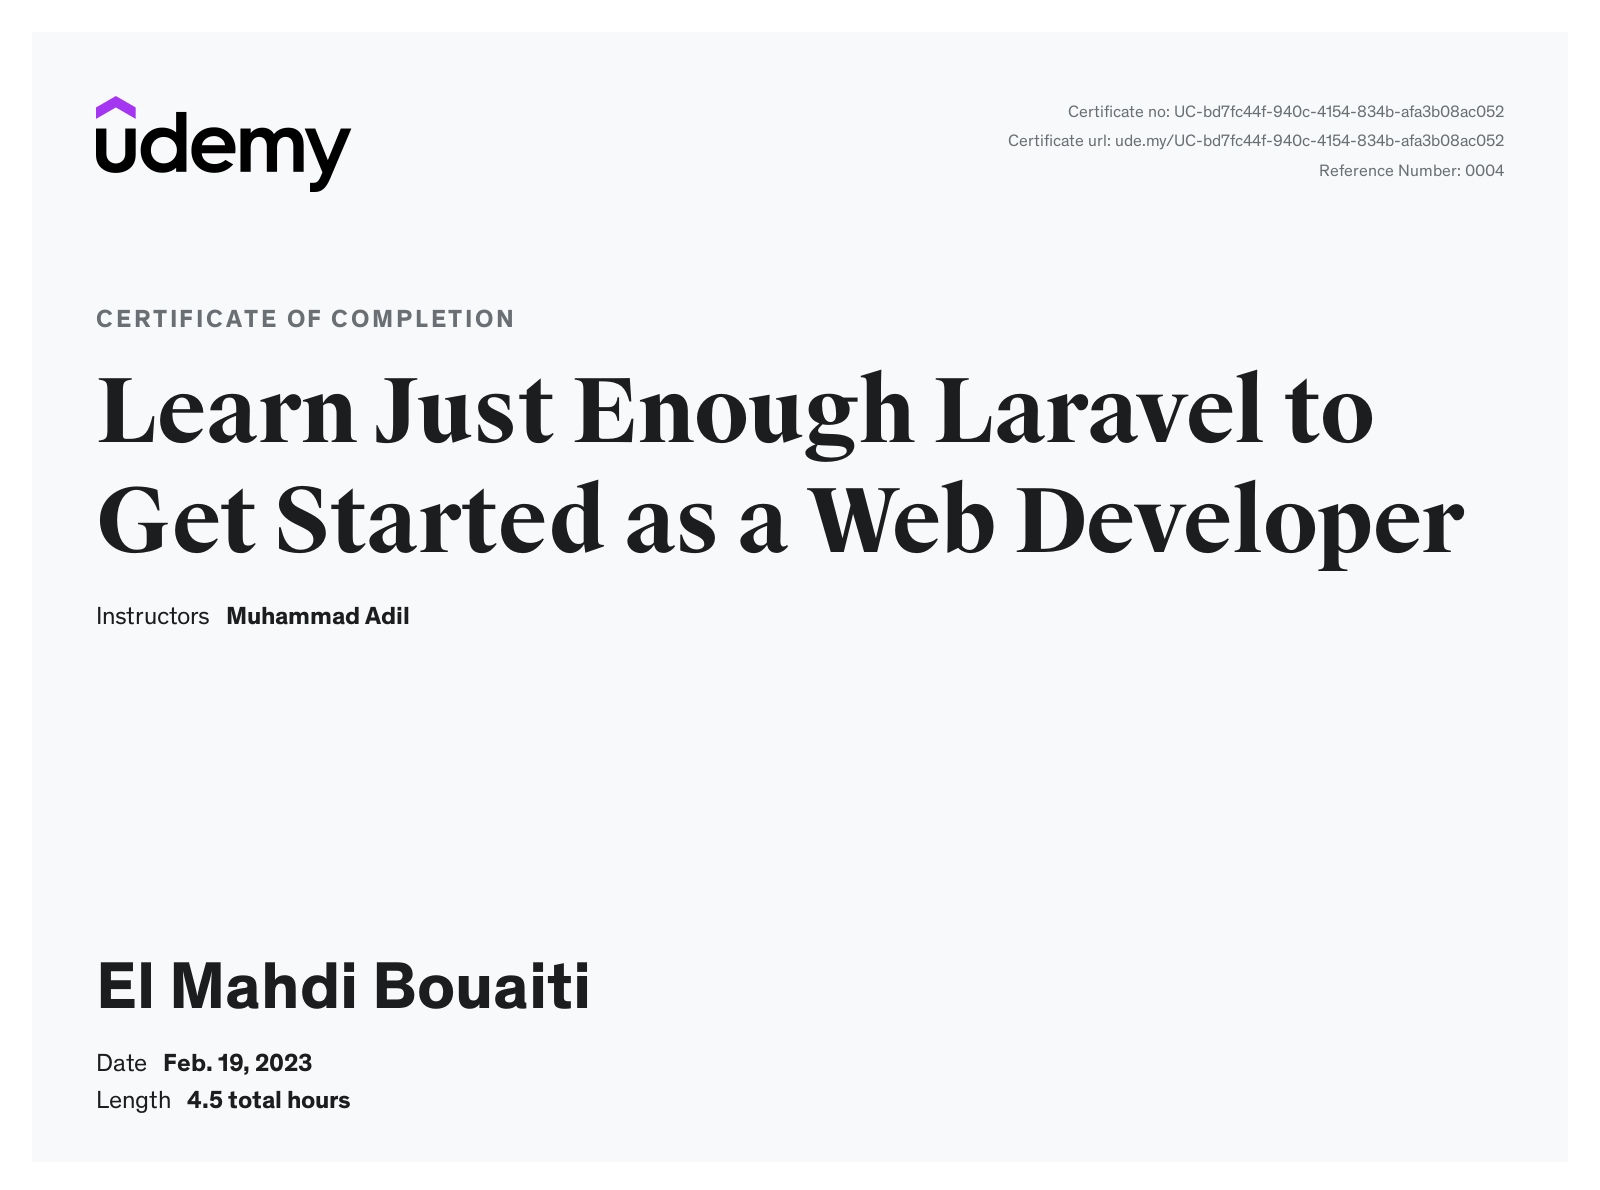 udemy
Certificate no: UC-bd7fc44f-940c-4154-834b-afa3b08ac052
Certificate url: ude.my/UC-bd7fc44f-940c-4154-834b-afa3b08ac052
Reference Number: 0004
CERTIFICATE OF COMPLETION
Learn Just Enough Laravel to
Get Started as a Web Developer
Instructors Muhammad Adil
El Mahdi Bouaiti
Date Feb. 19, 2023
Length 4.5 total hours